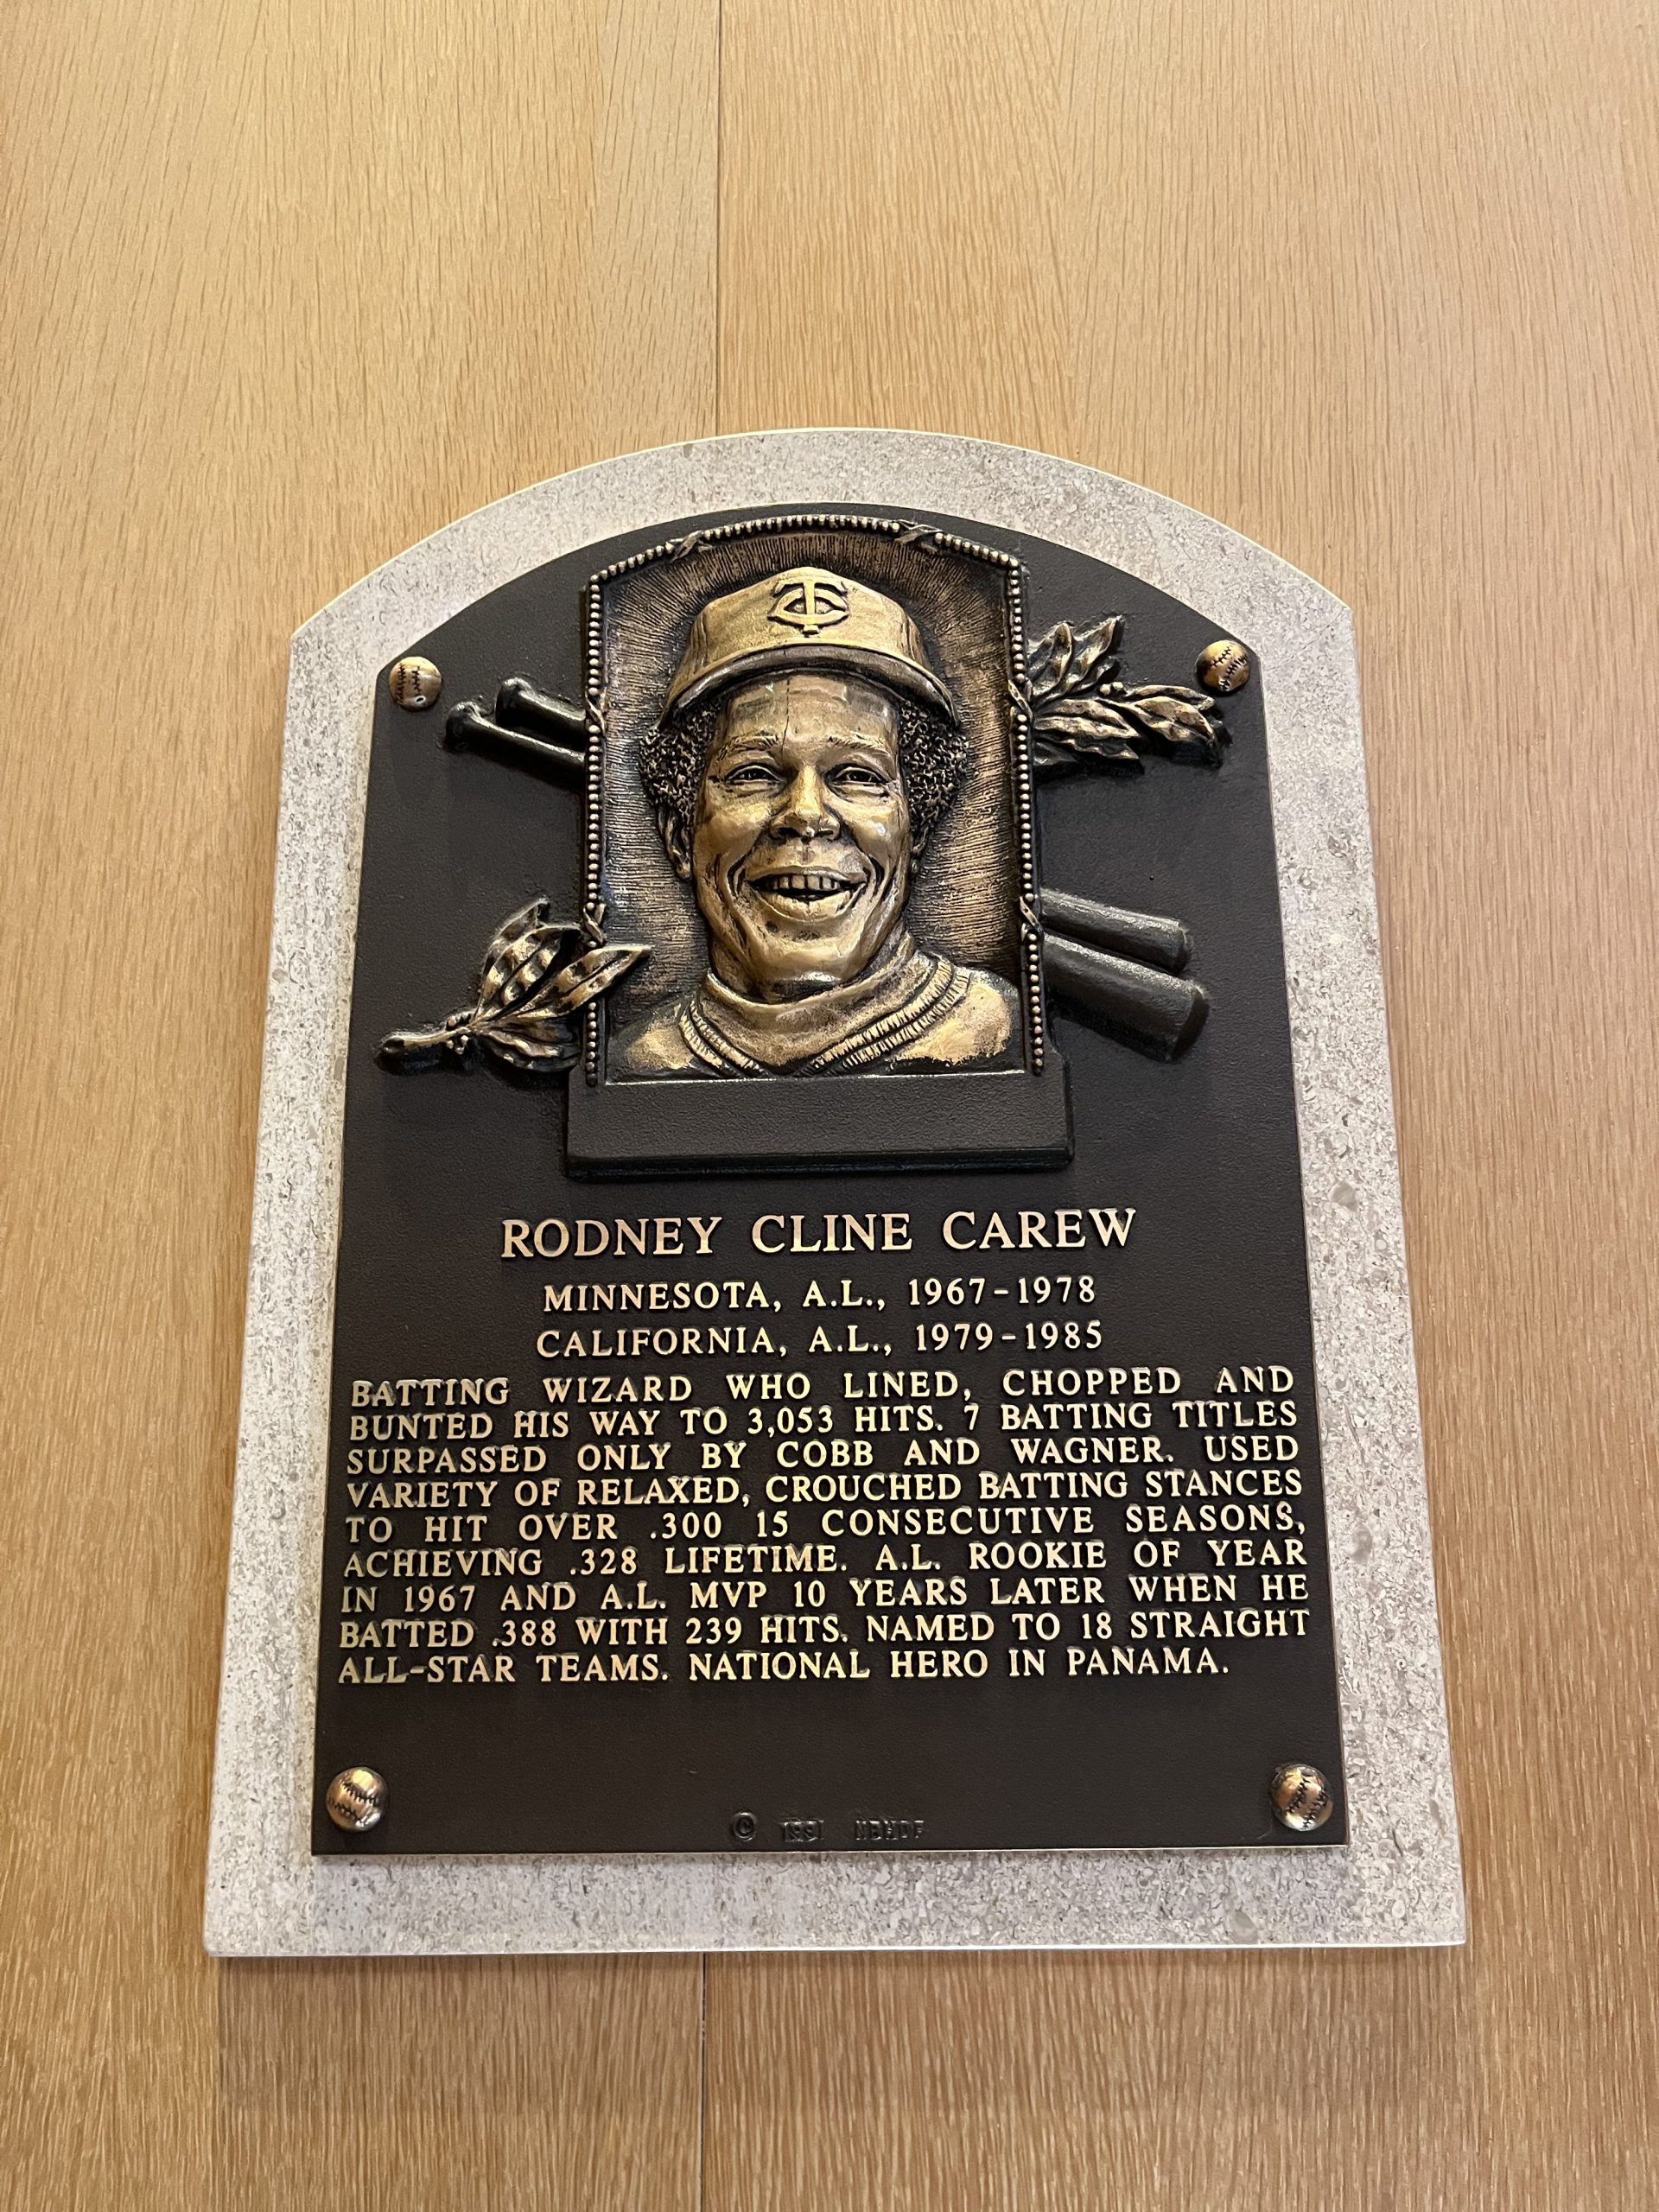 TC
RODNEY CLINE CAREW
MINNESOTA, A.L., 1967-1978
CALIFORNIA, A.L., 1979-1985
BATTING WIZARD WHO LINED, CHOPPED AND
BUNTED HIS WAY TO 3,053 HITS. 7 BATTING TITLES
SURPASSED ONLY BY COBB AND WAGNER. USED
VARIETY OF RELAXED, CROUCHED BATTING STANCES
TO HIT OVER .300 15 CONSECUTIVE SEASONS,
ACHIEVING .328 LIFETIME. A.L. ROOKIE OF YEAR
IN 1967 AND A.L. MVP 10 YEARS LATER WHEN HE
BATTED .388 WITH 239 HITS. NAMED TO 18 STRAIGHT
ALL-STAR TEAMS. NATIONAL HERO IN PANAMA.
© 1991 NBHOF